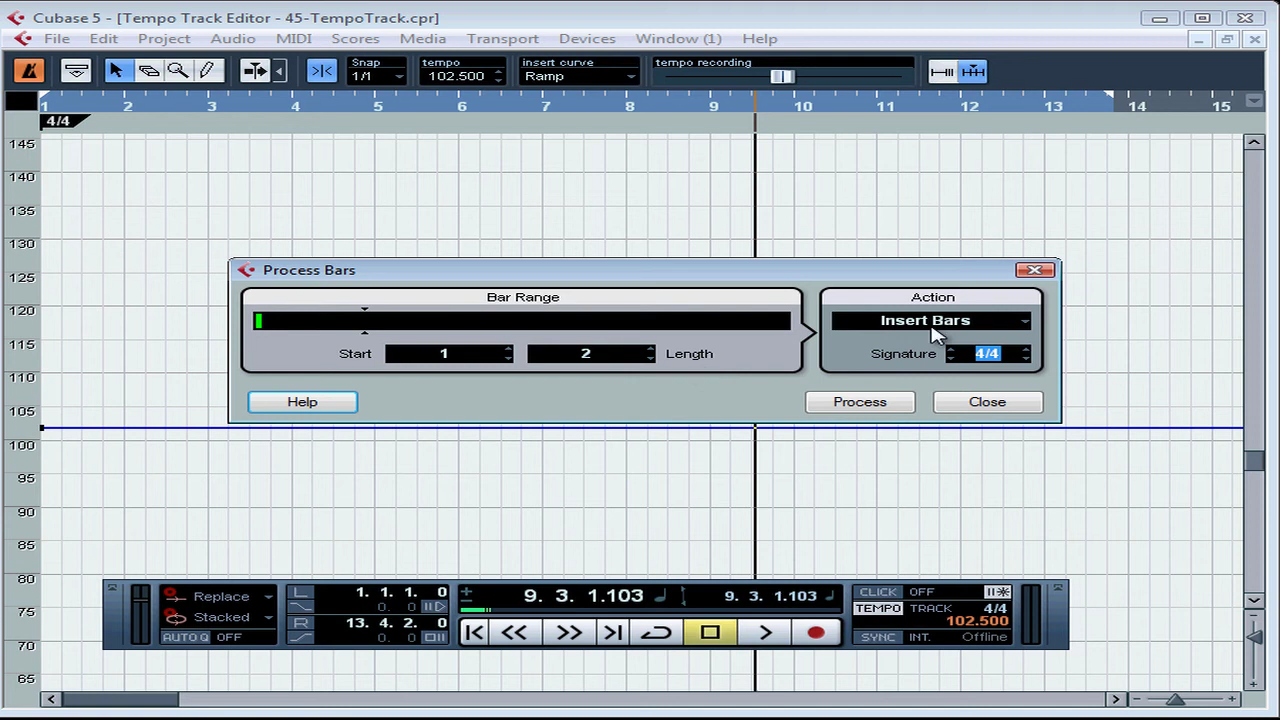 Cubase 5 - [Tempo Track Editor - 45-TempoTrack.cpr]
File Edit Project Audio MIDI Scores Media Transport Devices Window (1) Help
Snap tempo insert curve tempo recording
1/1 102.500 Ramp
1 2 3 4 5 6 7 8 9 10 11 12 13 14 15
4/4
145
140
135
130
125
120
115
110
105
100
95
90
85
80
75
70
65
Process Bars
Bar Range Action
Insert Bars
Start 1 2 Length Signature 4/4
Help Process Close
Replace
Stacked
AUTO Q OFF
L 1. 1. 1. 0
0. 0
R 13. 4. 2. 0
0. 0
9. 3. 1.103 9. 3. 1.103
CLICK OFF
TEMPO TRACK 4/4
102.500
SYNC INT. Offline